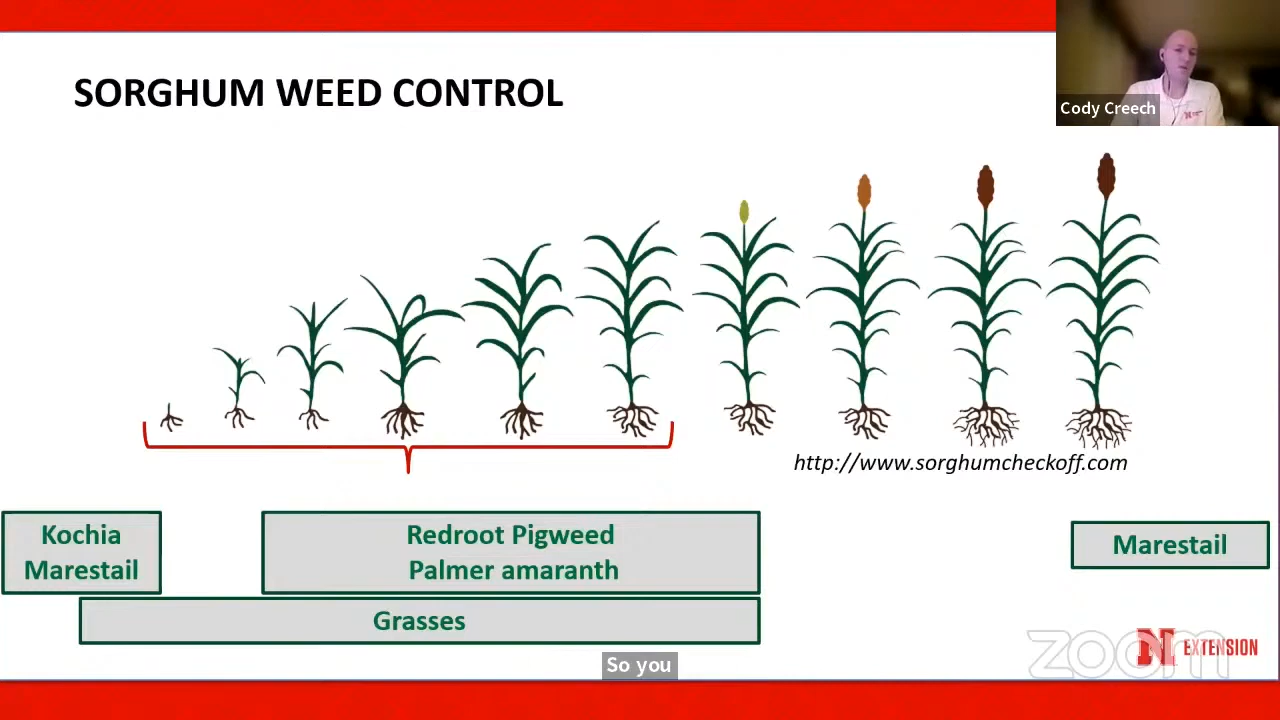 SORGHUM WEED CONTROL
Cody Creech
N
http://www.sorghumcheckoff.com
Kochia
Marestail
Redroot Pigweed
Palmer amaranth
Marestail
Grasses
zoom
N EXTENSION
So you